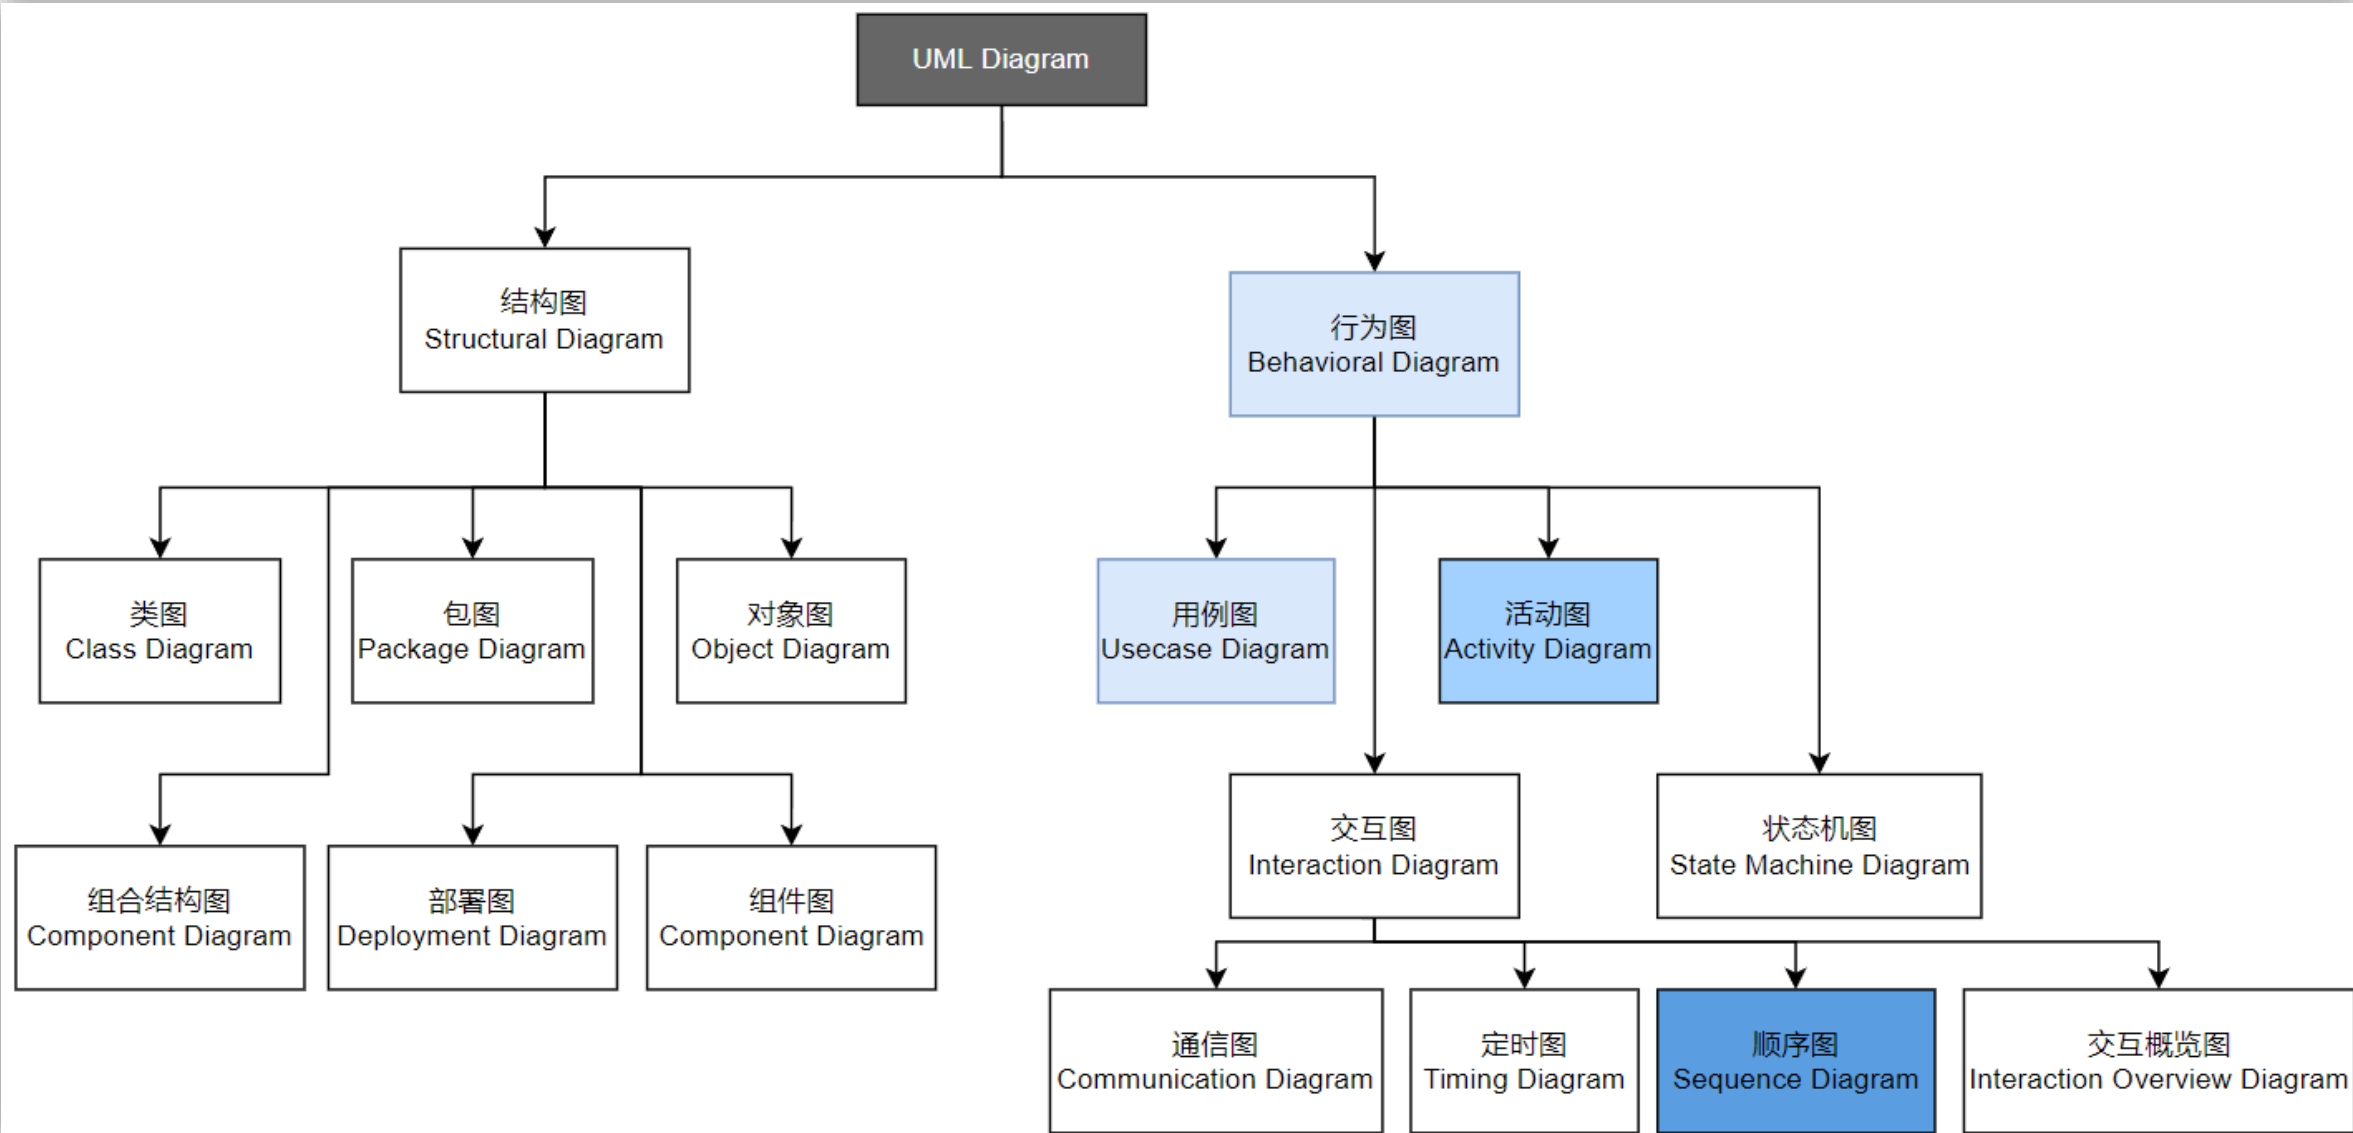 UML Diagram
结构图
Structural Diagram
行为图
Behavioral Diagram
类图
Class Diagram
包图
Package Diagram
对象图
Object Diagram
用例图
Usecase Diagram
活动图
Activity Diagram
交互图
Interaction Diagram
状态机图
State Machine Diagram
组合结构图
Component Diagram
部署图
Deployment Diagram
组件图
Component Diagram
通信图
Communication Diagram
定时图
Timing Diagram
顺序图
Sequence Diagram
交互概览图
Interaction Overview Diagram